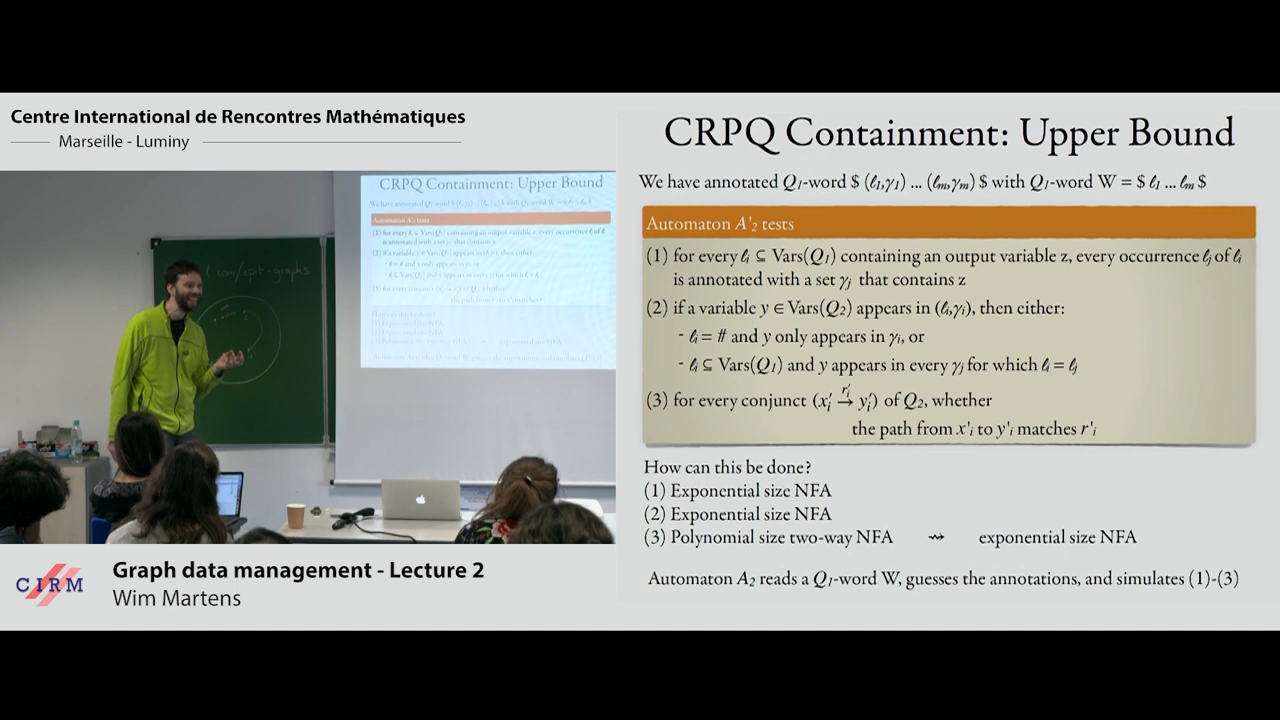 Centre International de Rencontres Mathématiques
Marseille - Luminy
CRPQ Containment: Upper Bound
We have annotated Q1-word $ (ℓ1,γ1) ... (ℓm,γm) $ with Q1-word W = $ ℓ1 ... ℓm $
Automaton A'2 tests
(1) for every ℓi ⊆ Vars(Q1) containing an output variable z, every occurrence ℓj of ℓi
is annotated with a set γj that contains z
(2) if a variable y ∈ Vars(Q2) appears in (ℓi,γi), then either:
- ℓi = # and y only appears in γi, or
- ℓi ⊆ Vars(Q1) and y appears in every γj for which ℓi = ℓj
(3) for every conjunct (x'i →r'i y'i) of Q2, whether
the path from x'i to y'i matches r'i
How can this be done?
(1) Exponential size NFA
(2) Exponential size NFA
(3) Polynomial size two-way NFA ⇝ exponential size NFA
Automaton A2 reads a Q1-word W, guesses the annotations, and simulates (1)-(3)
CRPQ Containment: Upper Bound
Automaton A'2 tests
CIRM
Graph data management - Lecture 2
Wim Martens